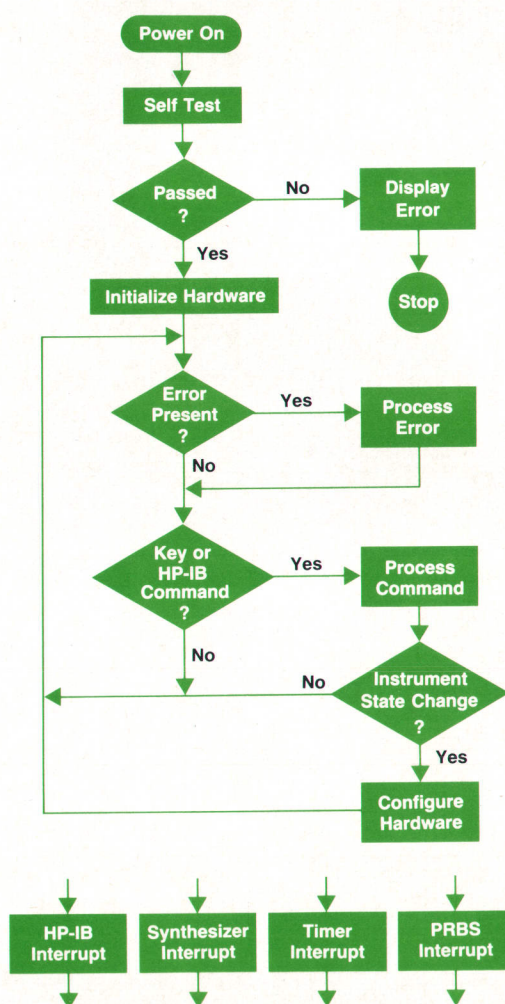 Power On
Self Test
Passed
?
No
Display
Error
Yes
Stop
Initialize Hardware
Error
Present
?
Yes
Process
Error
No
Key or
HP-IB
Command
?
Yes
Process
Command
No
No
Instrument
State Change
?
Yes
Configure
Hardware
HP-IB
Interrupt
Synthesizer
Interrupt
Timer
Interrupt
PRBS
Interrupt